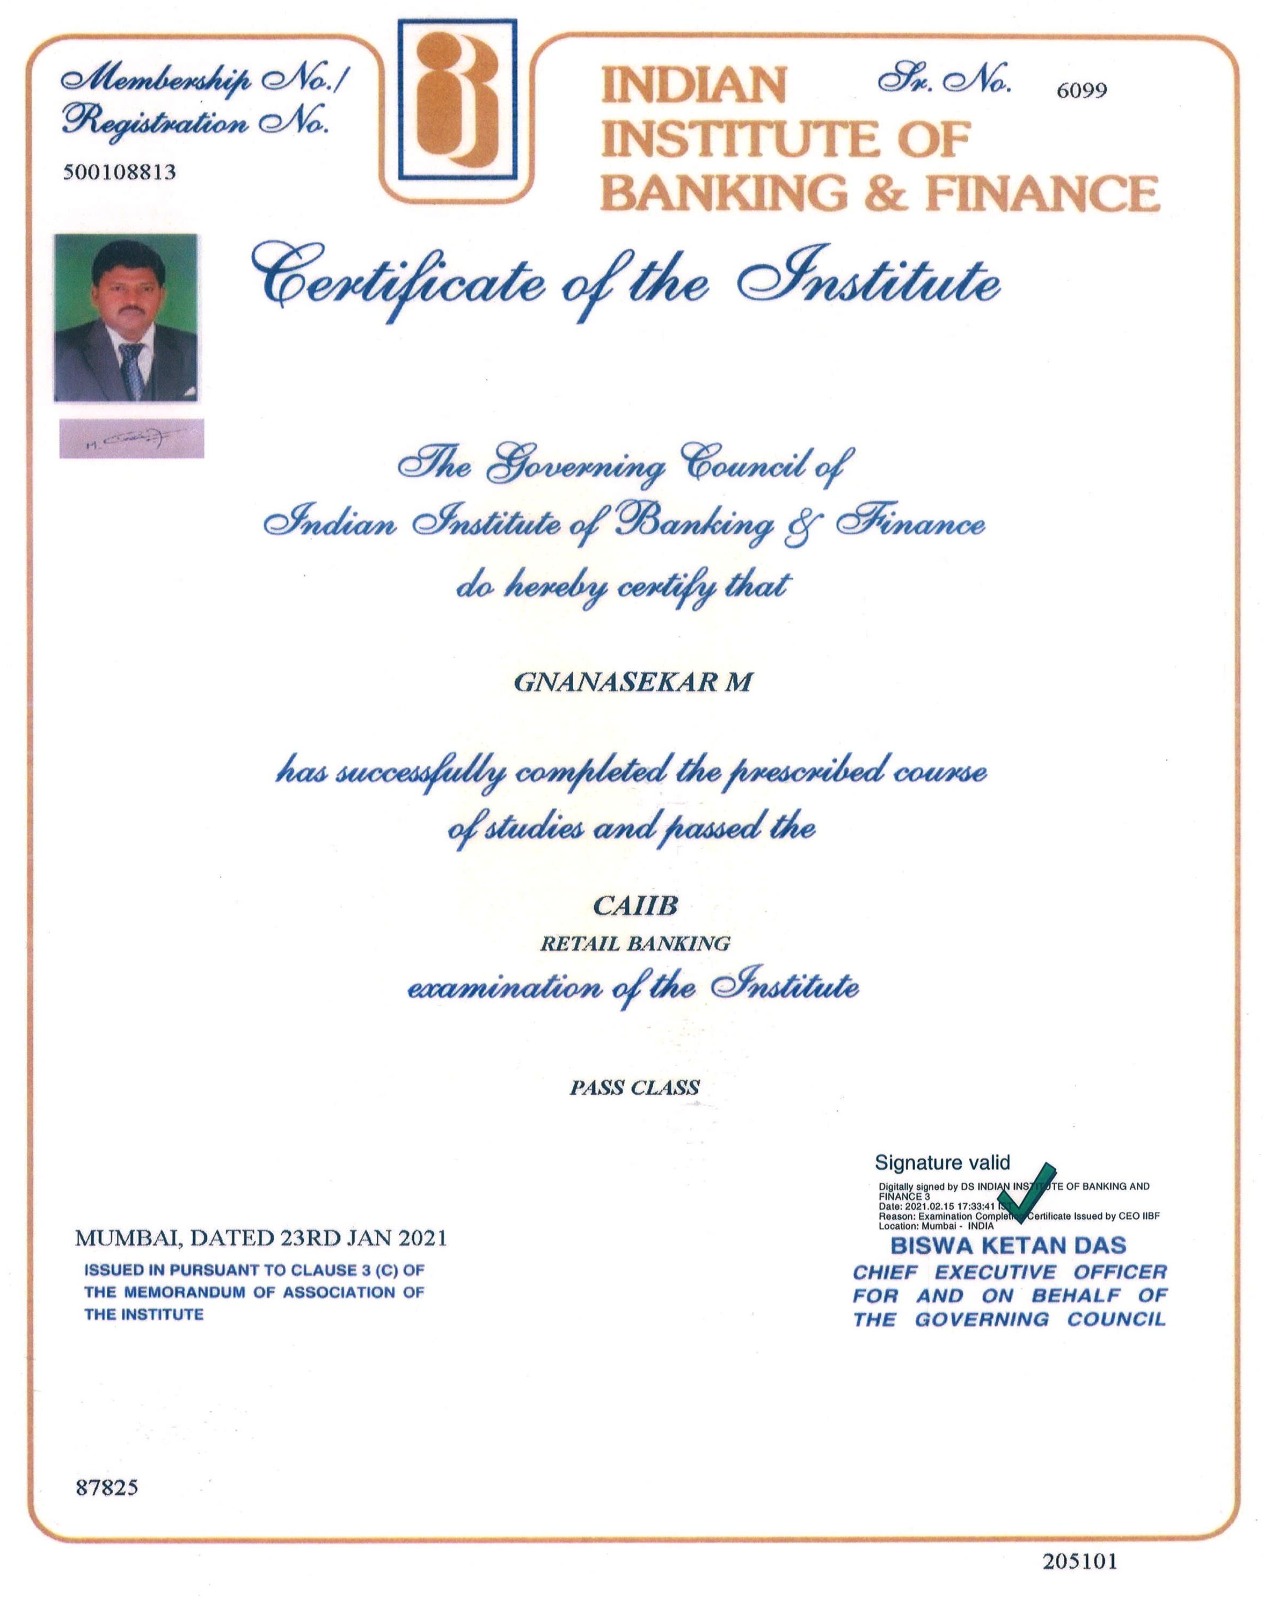 Membership No./
Registration No.
500108813
INDIAN
INSTITUTE OF
BANKING & FINANCE
Sr. No. 6099
Certificate of the Institute
The Governing Council of
Indian Institute of Banking & Finance
do hereby certify that
GNANASEKAR M
has successfully completed the prescribed course
of studies and passed the
CAIIB
RETAIL BANKING
examination of the Institute
PASS CLASS
Signature valid
Digitally signed by DS INDIAN INSTITUTE OF BANKING AND
FINANCE 3
Date: 2021.02.15 17:33:41 IST
Reason: Examination Completion Certificate Issued by CEO IIBF
Location: Mumbai - INDIA
BISWA KETAN DAS
CHIEF EXECUTIVE OFFICER
FOR AND ON BEHALF OF
THE GOVERNING COUNCIL
MUMBAI, DATED 23RD JAN 2021
ISSUED IN PURSUANT TO CLAUSE 3 (C) OF
THE MEMORANDUM OF ASSOCIATION OF
THE INSTITUTE
87825
205101